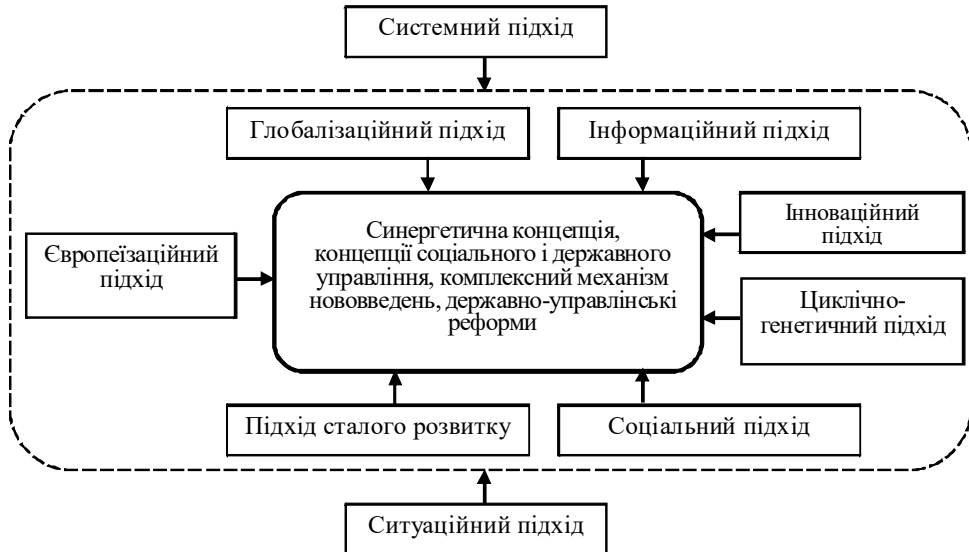 Системний підхід
Глобалізаційний підхід
Інформаційний підхід
Синергетична концепція,
концепції соціального і державного
управління, комплексний механізм
нововведень, державно-управлінські
реформи
Інноваційний
підхід
Європеїзаційний
підхід
Циклічно-
генетичний підхід
Підхід сталого розвитку
Соціальний підхід
Ситуаційний підхід